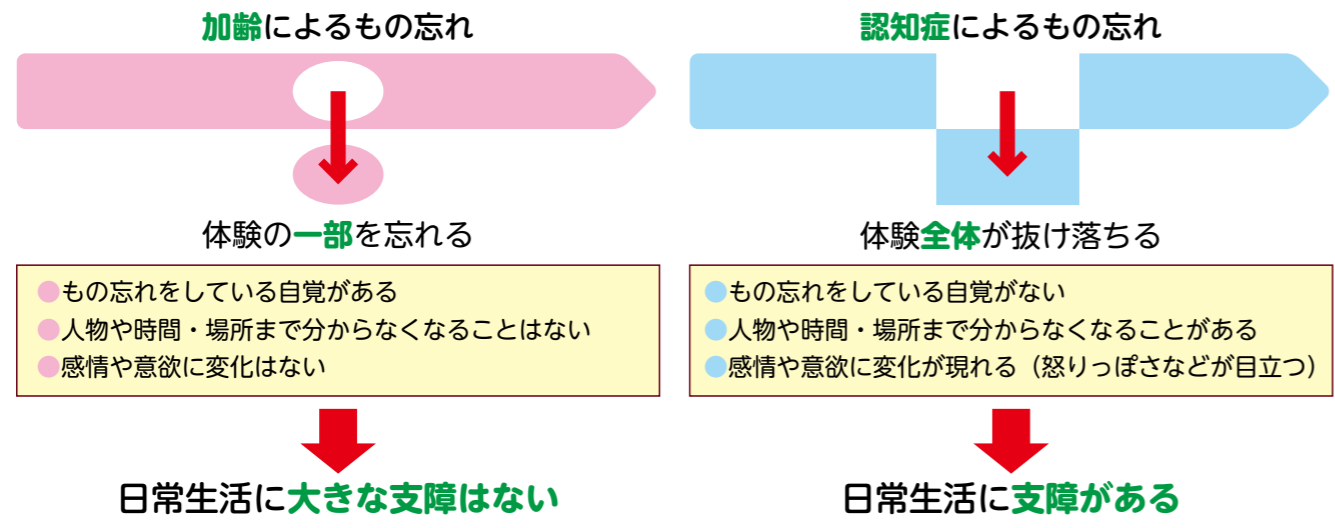 加齢によるもの忘れ
体験の一部を忘れる
●もの忘れをしている自覚がある
●人物や時間・場所まで分からなくなることはない
●感情や意欲に変化はない
日常生活に大きな支障はない
認知症によるもの忘れ
体験全体が抜け落ちる
●もの忘れをしている自覚がない
●人物や時間・場所まで分からなくなることがある
●感情や意欲に変化が現れる（怒りっぽさなどが目立つ）
日常生活に支障がある